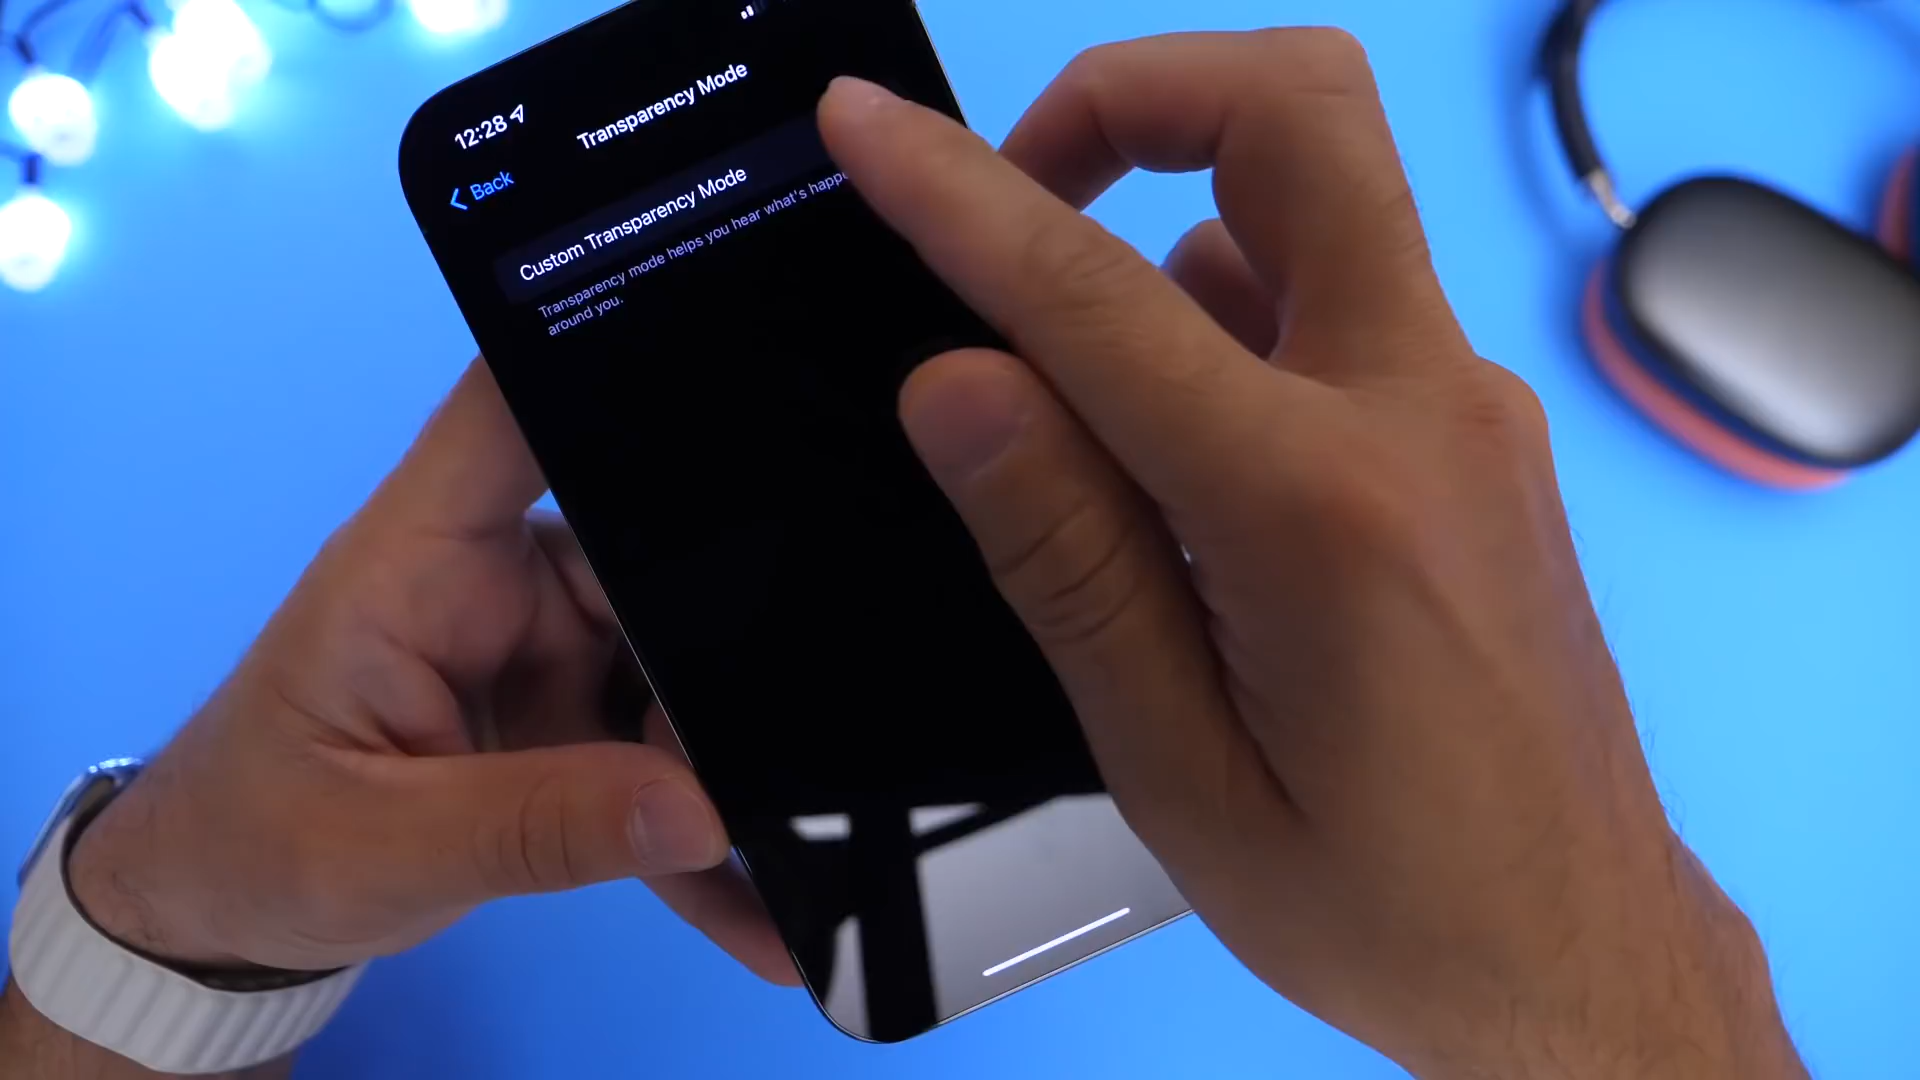 12:28
Transparency Mode
Back
Custom Transparency Mode
Transparency mode helps you hear what's
around you.